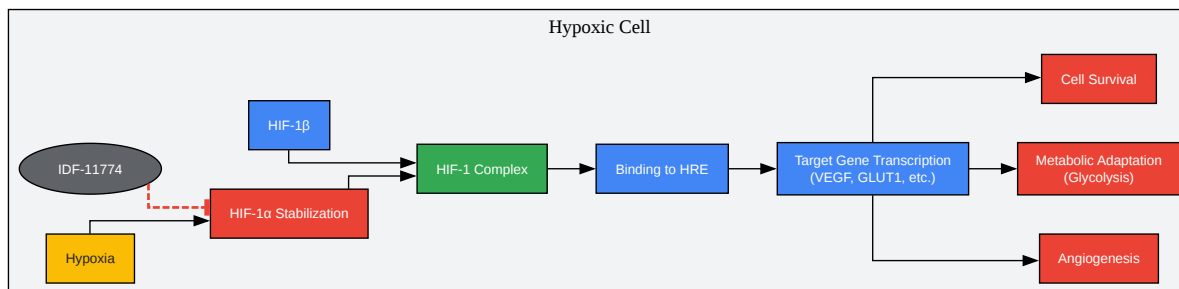 Hypoxic Cell
Cell Survival
HIF-1β
IDF-11774
HIF-1 Complex
Binding to HRE
Target Gene Transcription
(VEGF, GLUT1, etc.)
Metabolic Adaptation
(Glycolysis)
HIF-1α Stabilization
Hypoxia
Angiogenesis